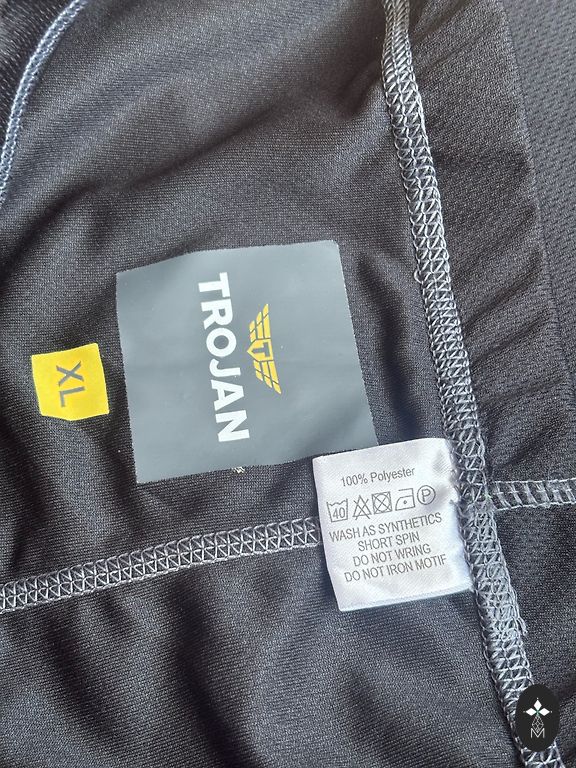 TROJAN
T
XL
100% Polyester
40 P
WASH AS SYNTHETICS
SHORT SPIN
DO NOT WRING
DO NOT IRON MOTIF
M